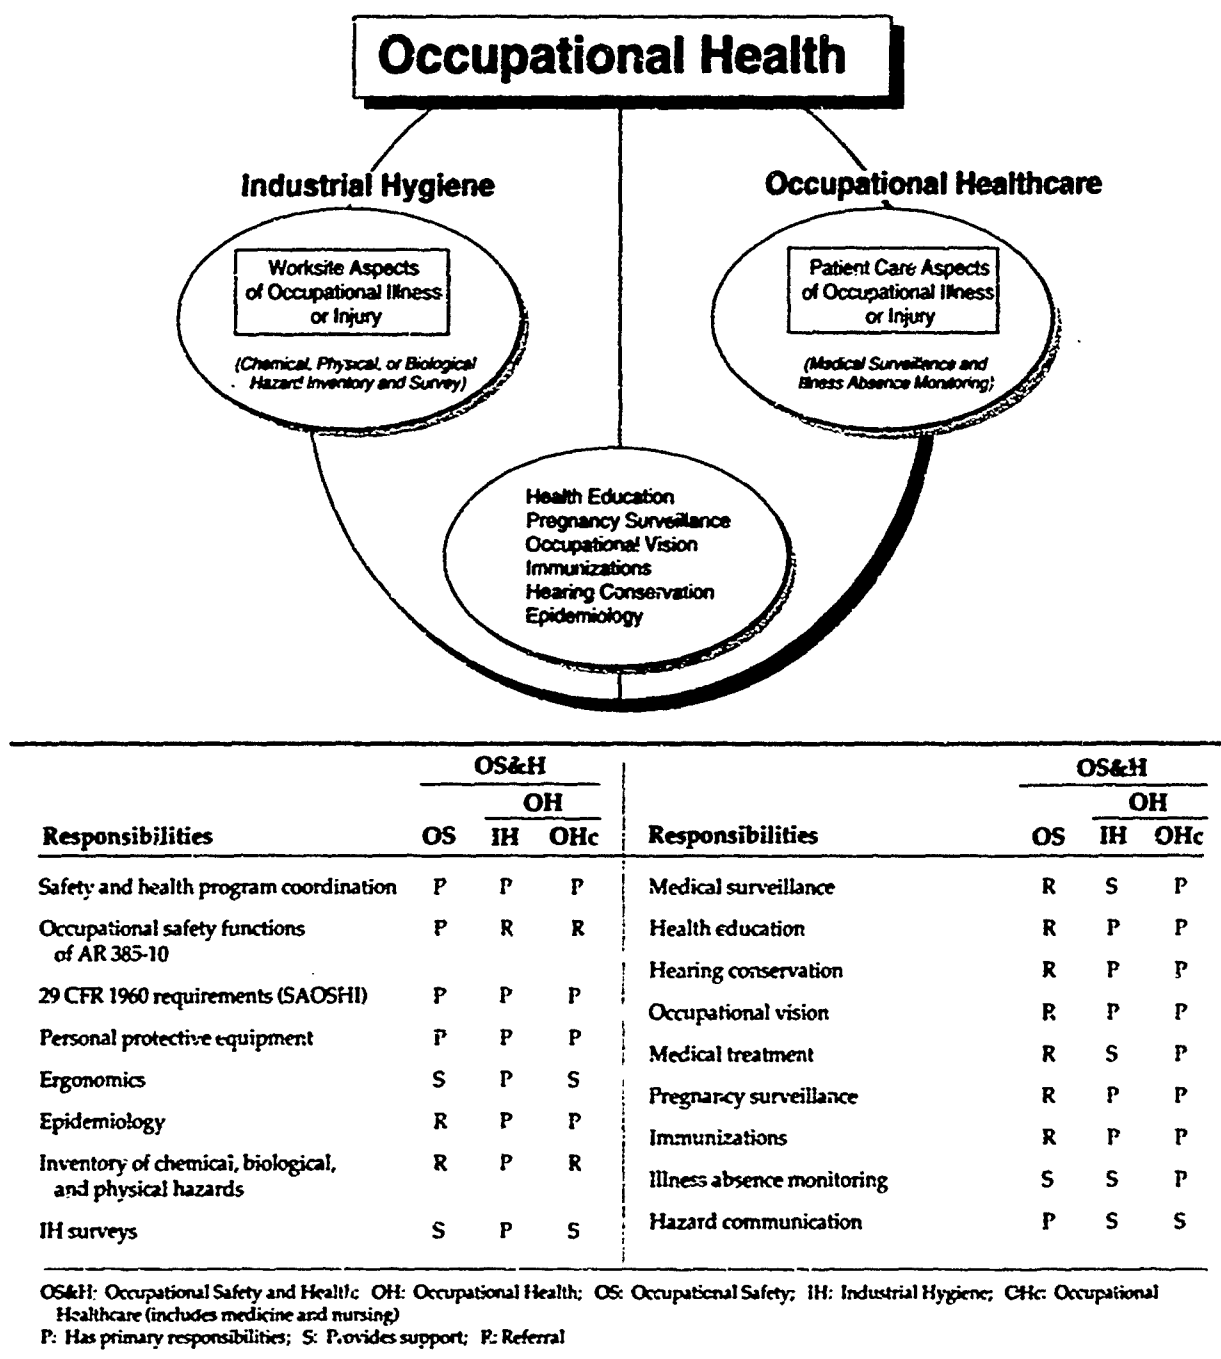 Occupational Health
Industrial Hygiene
Worksite Aspects
of Occupational Illness
or Injury
(Chemical, Physical, or Biological
Hazard Inventory and Survey)
Occupational Healthcare
Patient Care Aspects
of Occupational Illness
or Injury
(Medical Surveillance and
Illness Absence Monitoring)
Health Education
Pregnancy Surveillance
Occupational Vision
Immunizations
Hearing Conservation
Epidemiology
OS&H
OH
Responsibilities OS IH OHc
Safety and health program coordination P P P
Occupational safety functions P R R
of AR 385-10
29 CFR 1960 requirements (SAOSHI) P P P
Personal protective equipment P P P
Ergonomics S P S
Epidemiology R P P
Inventory of chemical, biological, R P R
and physical hazards
IH surveys S P S
OS&H
OH
Responsibilities OS IH OHc
Medical surveillance R S P
Health education R P P
Hearing conservation R P P
Occupational vision R P P
Medical treatment R S P
Pregnancy surveillance R P P
Immunizations R P P
Illness absence monitoring S S P
Hazard communication P S S
OS&H: Occupational Safety and Health; OH: Occupational Health; OS: Occupational Safety; IH: Industrial Hygiene; OHc: Occupational
Healthcare (includes medicine and nursing)
P: Has primary responsibilities; S: Provides support; R: Referral